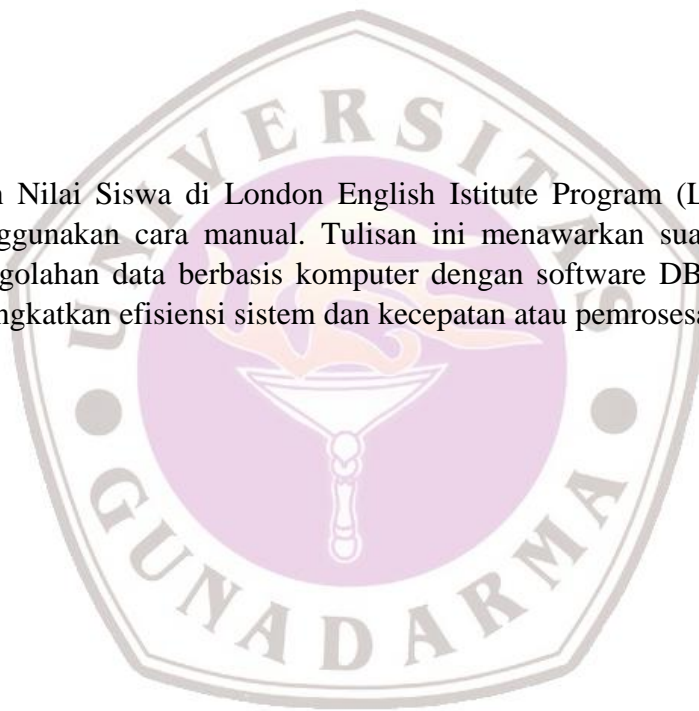 n Nilai Siswa di London English Istitute Program (L
ggunakan cara manual. Tulisan ini menawarkan sua
golahan data berbasis komputer dengan software DB
ngkatkan efisiensi sistem dan kecepatan atau pemrosesa
UNIVERSITAS
GUNADARMA